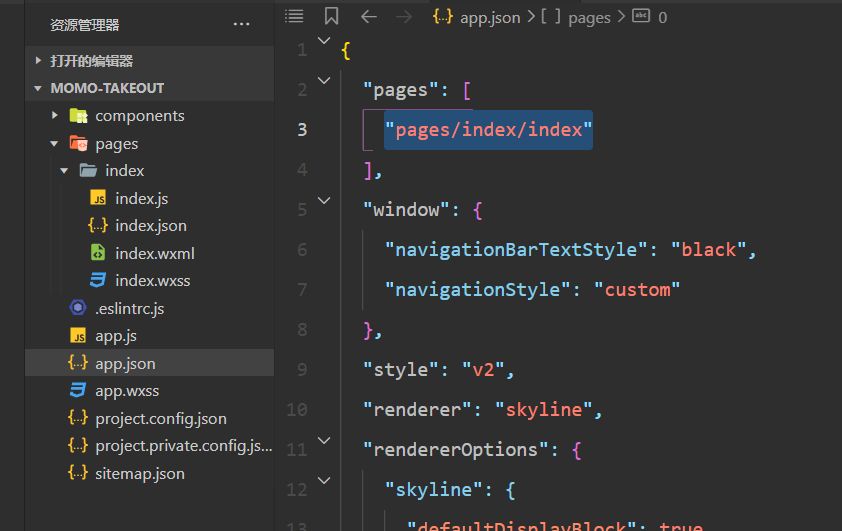 资源管理器 ···
打开的编辑器
MOMO-TAKEOUT
components
pages
index
JS index.js
{..} index.json
index.wxml
index.wxss
.eslintrc.js
JS app.js
{..} app.json
app.wxss
{..} project.config.json
{..} project.private.config.js...
{..} sitemap.json
{..} app.json > [ ] pages > abc 0
1 {
2 "pages": [
3 "pages/index/index"
4 ],
5 "window": {
6 "navigationBarTextStyle": "black",
7 "navigationStyle": "custom"
8 },
9 "style": "v2",
10 "renderer": "skyline",
11 "rendererOptions": {
12 "skyline": {
13 "defaultDisplayBlock": true